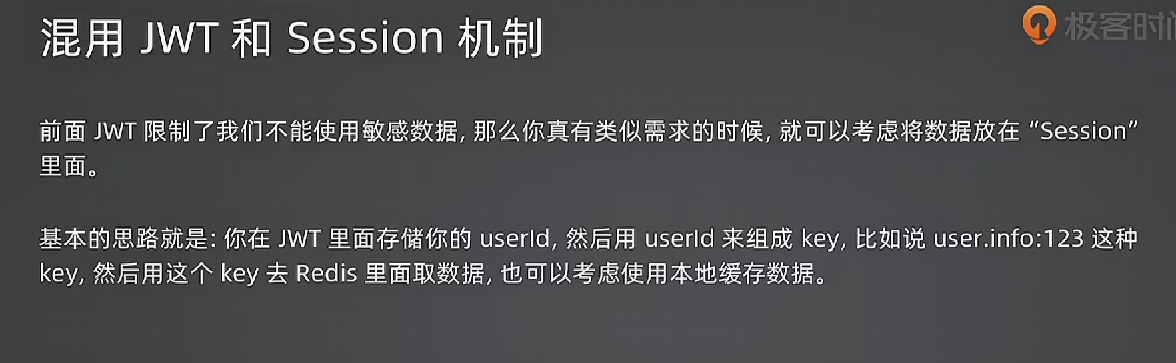 混用 JWT 和 Session 机制
极客时间
前面 JWT 限制了我们不能使用敏感数据, 那么你真有类似需求的时候, 就可以考虑将数据放在 “Session”
里面。
基本的思路就是: 你在 JWT 里面存储你的 userId, 然后用 userId 来组成 key, 比如说 user.info:123 这种
key, 然后用这个 key 去 Redis 里面取数据, 也可以考虑使用本地缓存数据。